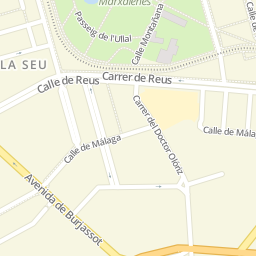 Marxalenes
Passeig de l'Ullal
Calle Montañana
LA SEU
Calle de Reus
Carrer de Reus
Carrer del Doctor Olóriz
Calle de Málaga
Calle de Mála
Avenida de Burjassot